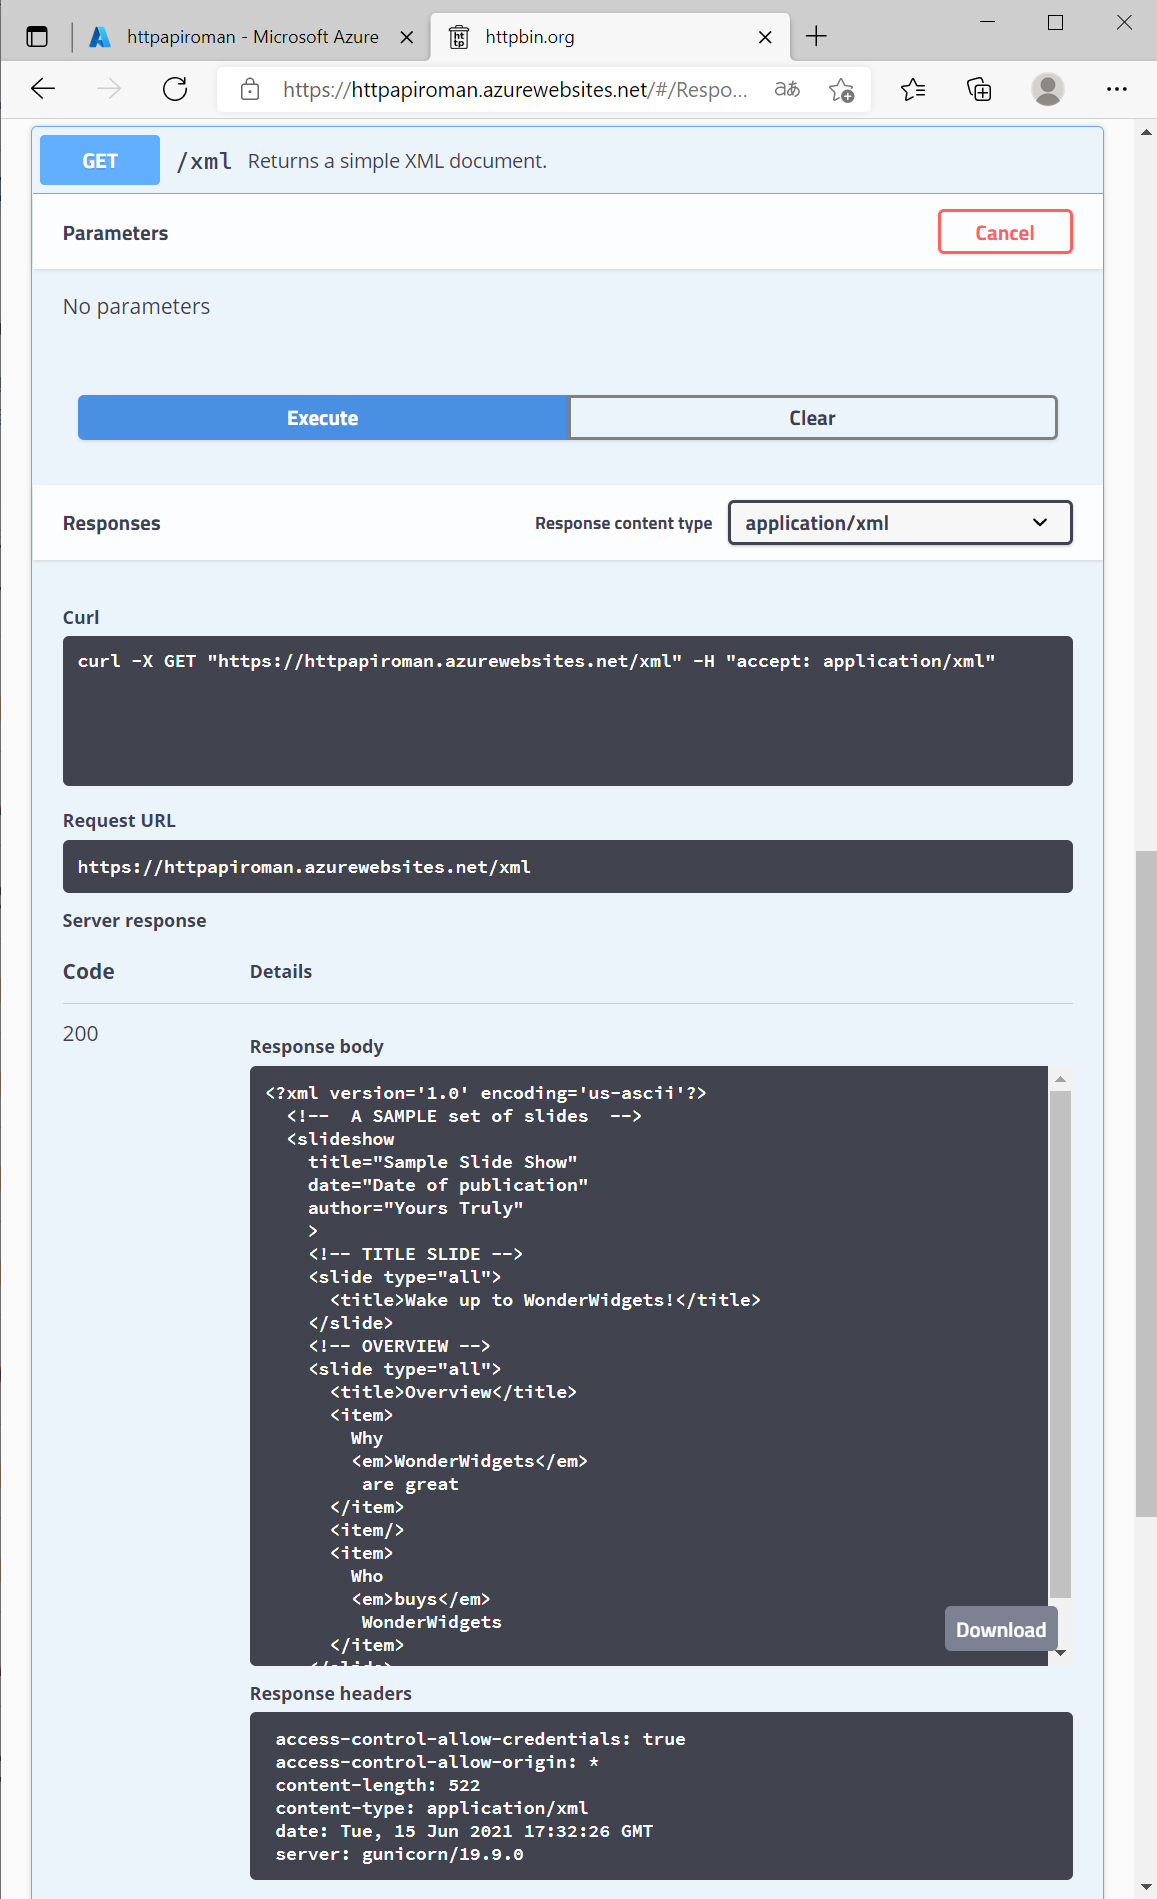 httpapiroman - Microsoft Azure
httpbin.org
https://httpapiroman.azurewebsites.net/#/Respo...
aあ
GET /xml Returns a simple XML document.
Parameters
Cancel
No parameters
Execute
Clear
Responses
Response content type
application/xml
Curl
curl -X GET "https://httpapiroman.azurewebsites.net/xml" -H "accept: application/xml"
Request URL
https://httpapiroman.azurewebsites.net/xml
Server response
Code Details
200
Response body
<?xml version='1.0' encoding='us-ascii'?>
<!--  A SAMPLE set of slides  -->
<slideshow
title="Sample Slide Show"
date="Date of publication"
author="Yours Truly"
>
<!-- TITLE SLIDE -->
<slide type="all">
<title>Wake up to WonderWidgets!</title>
</slide>
<!-- OVERVIEW -->
<slide type="all">
<title>Overview</title>
<item>
Why
<em>WonderWidgets</em>
are great
</item>
<item/>
<item>
Who
<em>buys</em>
WonderWidgets
</item>
</slide>
Download
Response headers
access-control-allow-credentials: true
access-control-allow-origin: *
content-length: 522
content-type: application/xml
date: Tue, 15 Jun 2021 17:32:26 GMT
server: gunicorn/19.9.0